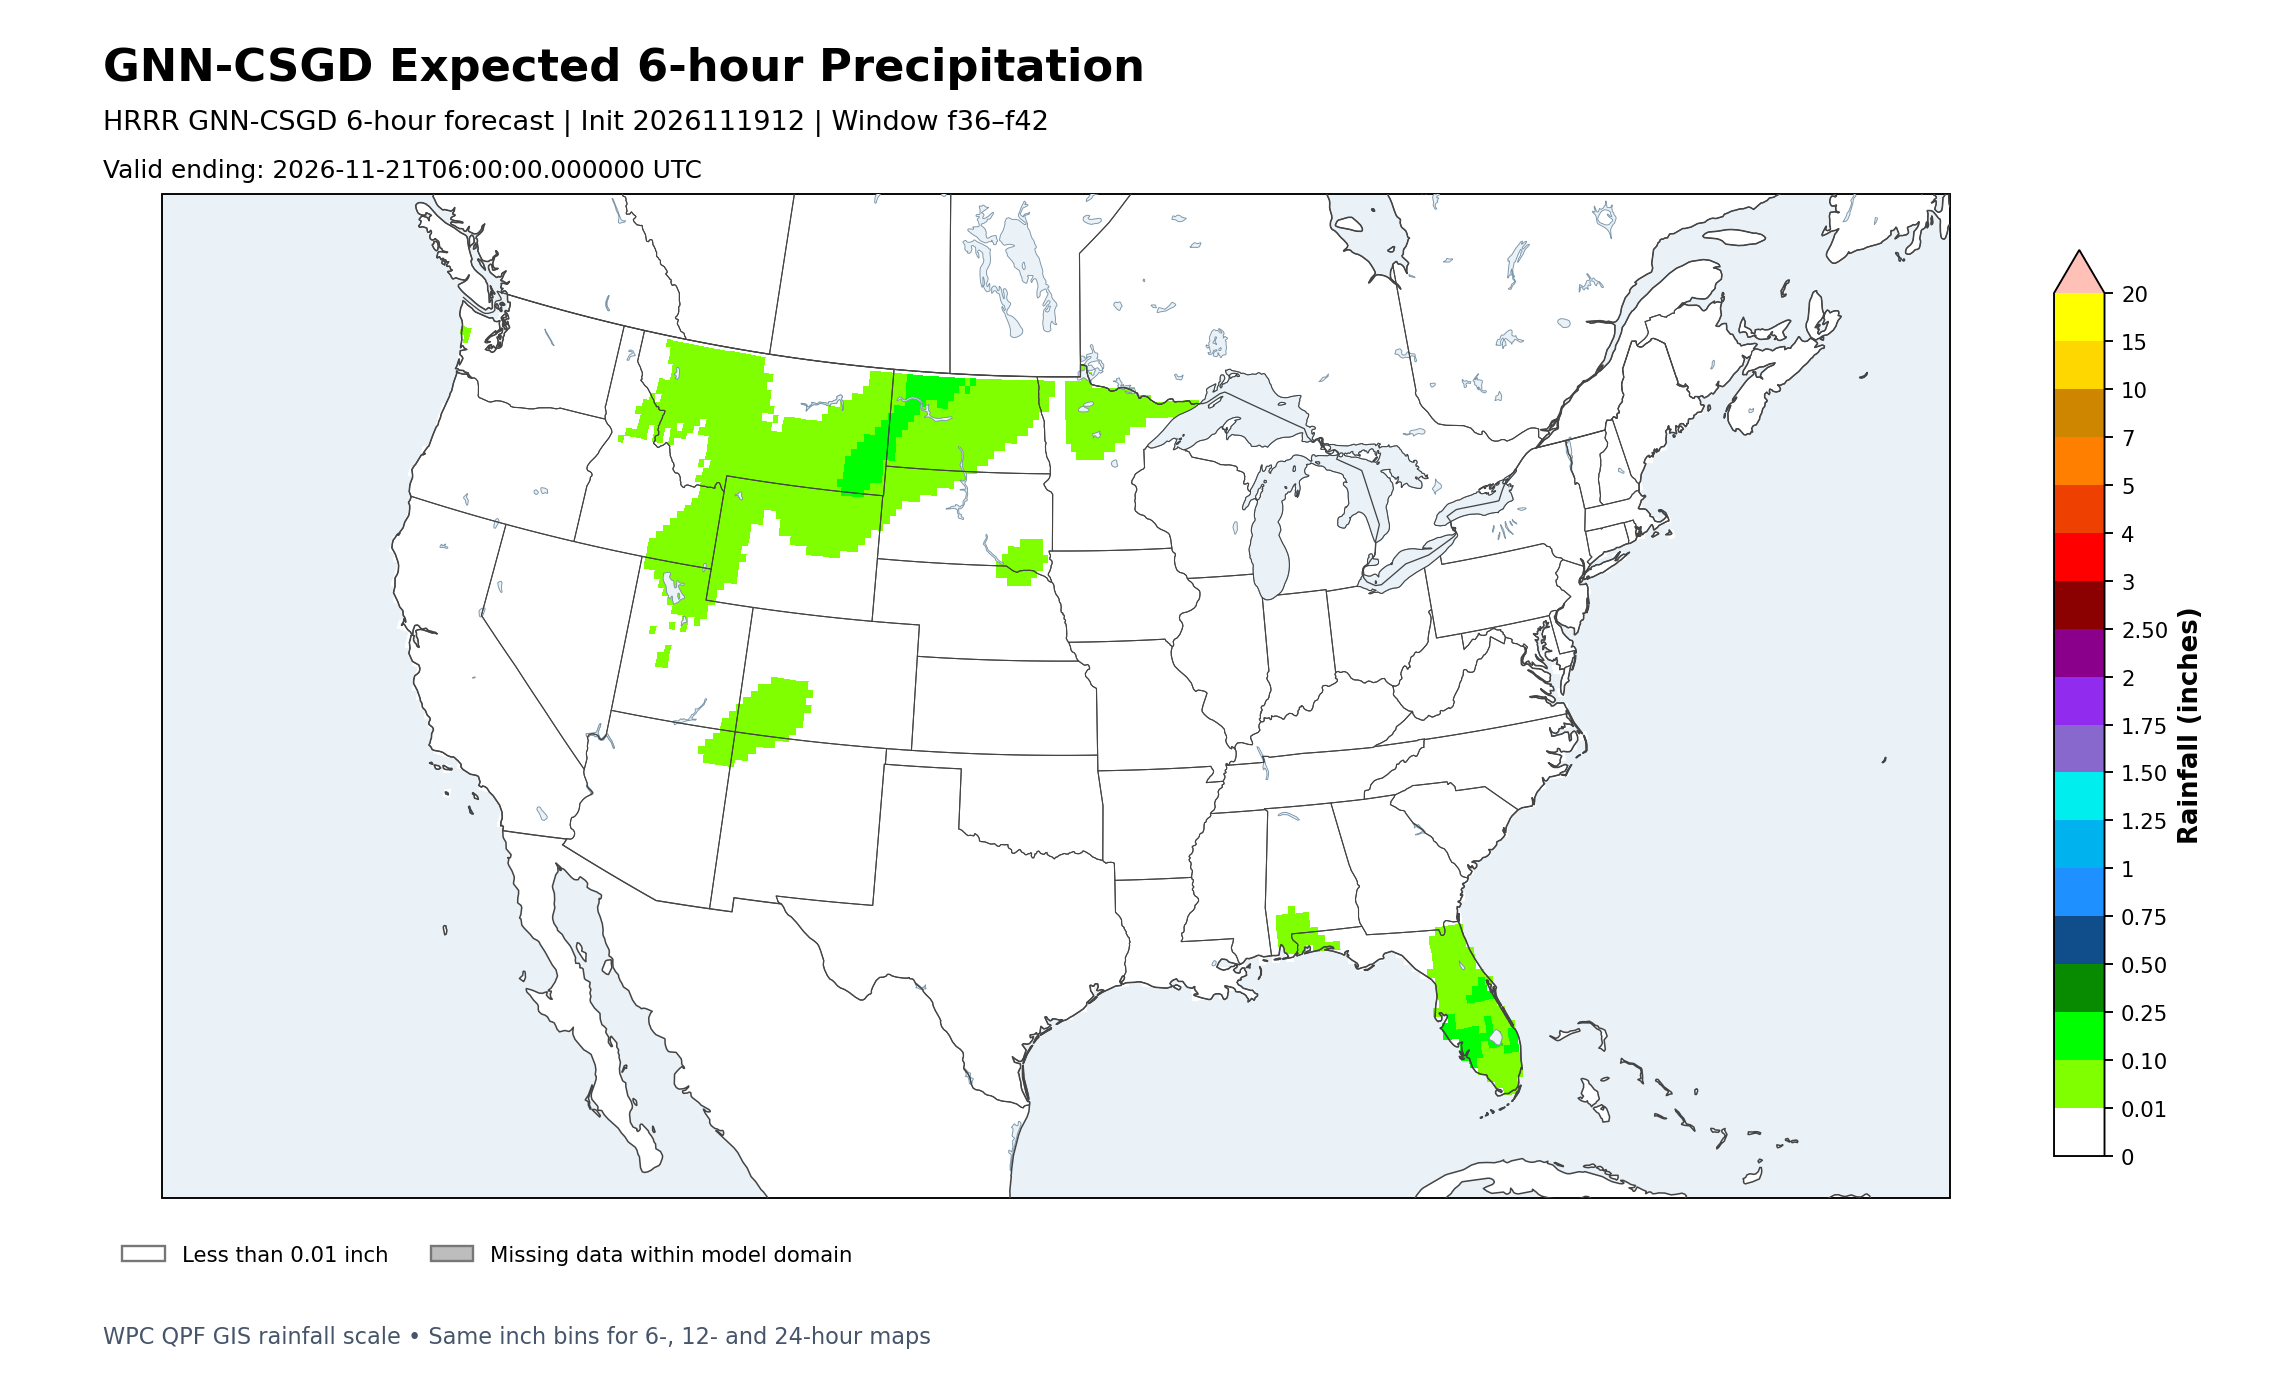 GNN-CSGD Expected 6-hour Precipitation
HRRR GNN-CSGD 6-hour forecast | Init 2026111912 | Window f36–f42
Valid ending: 2026-11-21T06:00:00.000000 UTC
20
15
10
7
5
4
3
2.50
2
1.75
1.50
1.25
1
0.75
0.50
0.25
0.10
0.01
0
Rainfall (inches)
Less than 0.01 inch
Missing data within model domain
WPC QPF GIS rainfall scale • Same inch bins for 6-, 12- and 24-hour maps